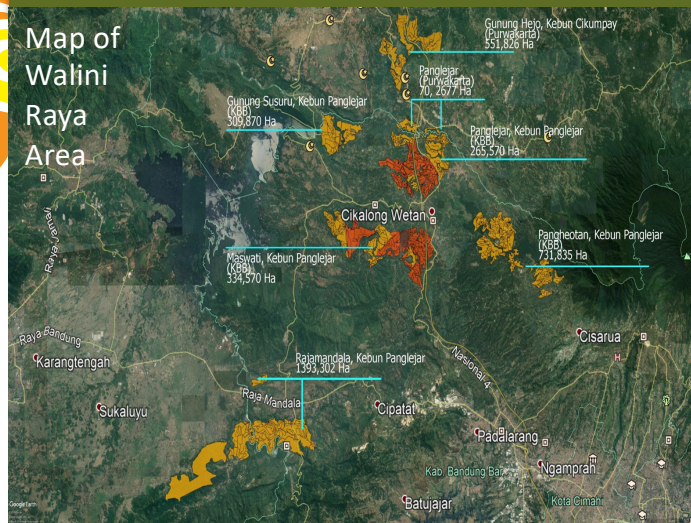 Map of
Walini
Raya
Area
Gunung Hejo, Kebun Cikumpay
(Purwakarta)
551,826 Ha
Panglejar
(Purwakarta)
70, 2677 Ha
Gunung Susuru, Kebun Panglejar
(KBB)
309,870 Ha
Panglejar, Kebun Panglejar
(KBB)
265,570 Ha
Cikalong Wetan
Pangheotan, Kebun Panglejar
(KBB)
731,835 Ha
Maswati, Kebun Panglejar
(KBB)
334,570 Ha
Raya Jamali
Raya Bandung
Karangtengah
Cisarua
H
Nasional 4
Rajamandala, Kebun Panglejar
1393,302 Ha
Raja Mandala
Sukaluyu
Cipatat
Padalarang
Kab. Bandung Bar
Ngamprah
Batujajar
Kota Cimahi
Google Earth